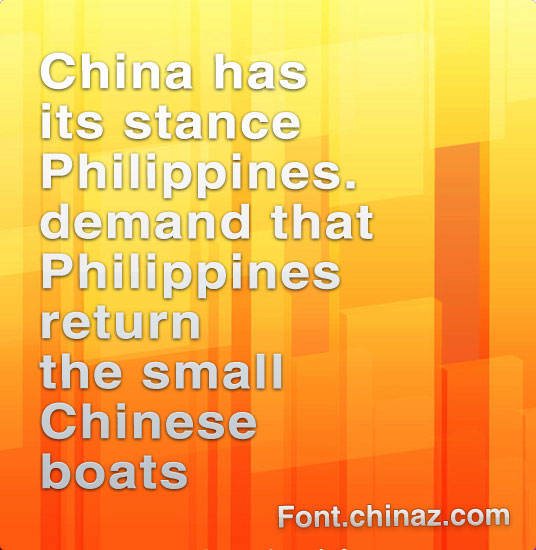 China has
its stance
Philippines.
demand that
Philippines
return
the small
Chinese
boats
Font.chinaz.com